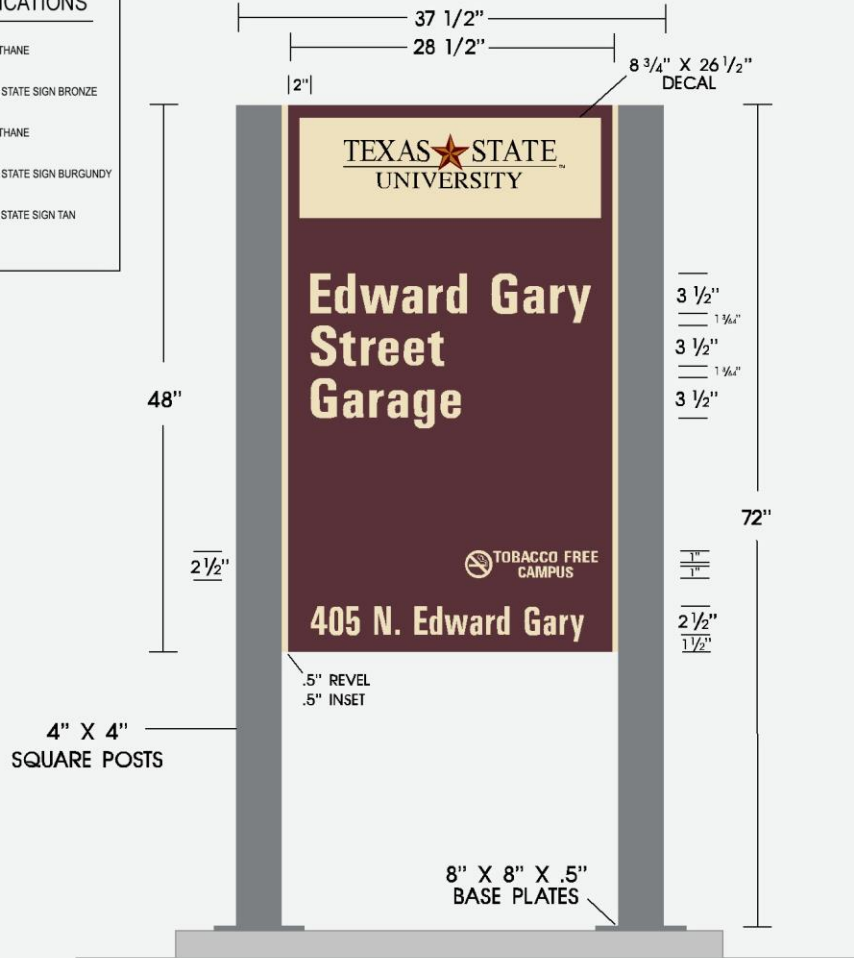 THANE
STATE SIGN BRONZE
THANE
STATE SIGN BURGUNDY
STATE SIGN TAN
37 1/2"
28 1/2"
2"
8 3/4" X 26 1/2"
DECAL
TEXAS STATE
UNIVERSITY
™
Edward Gary
Street
Garage
3 1/2"
3 1/2"
3 1/2"
48"
72"
2 1/2"
TOBACCO FREE
CAMPUS
1"
1"
405 N. Edward Gary
2 1/2"
1 1/2"
.5" REVEL
.5" INSET
4" X 4"
SQUARE POSTS
8" X 8" X .5"
BASE PLATES